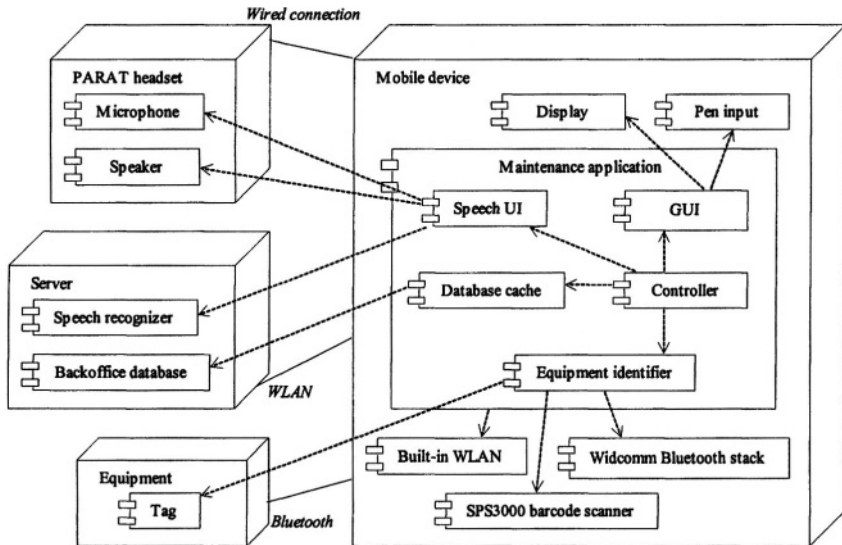 Wired connection
PARAT headset
Microphone
Speaker
Mobile device
Display
Pen input
Maintenance application
Speech UI
GUI
Server
Speech recognizer
Backoffice database
Database cache
Controller
Equipment identifier
WLAN
Equipment
Tag
Bluetooth
Built-in WLAN
Widcomm Bluetooth stack
SPS3000 barcode scanner